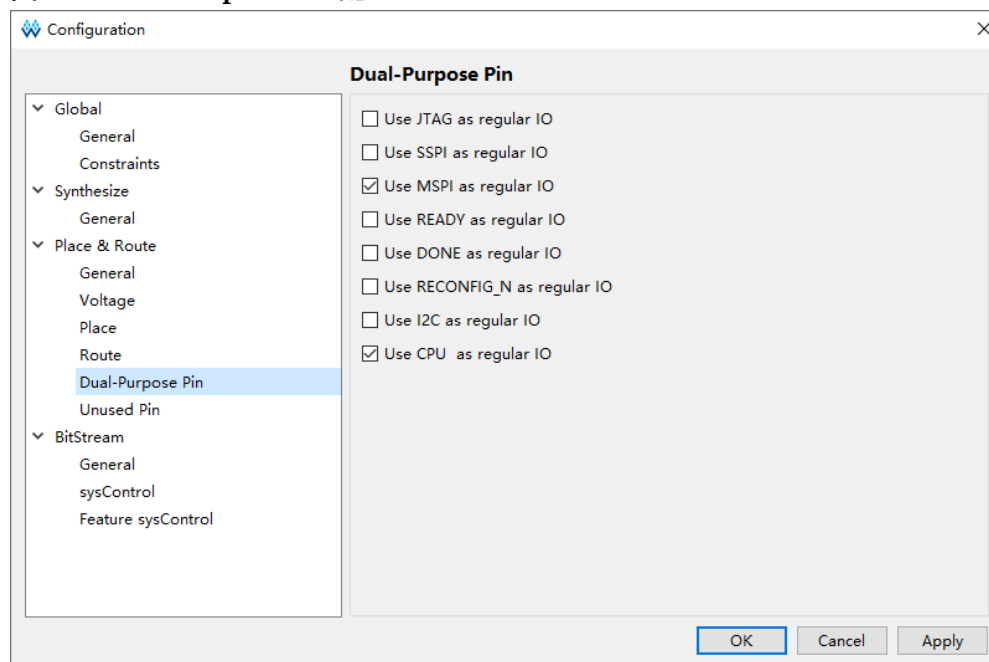 Configuration
Dual-Purpose Pin
Global
General
Constraints
Synthesize
General
Place & Route
General
Voltage
Place
Route
Dual-Purpose Pin
Unused Pin
BitStream
General
sysControl
Feature sysControl
Use JTAG as regular IO
Use SSPI as regular IO
Use MSPI as regular IO
Use READY as regular IO
Use DONE as regular IO
Use RECONFIG_N as regular IO
Use I2C as regular IO
Use CPU as regular IO
OK
Cancel
Apply